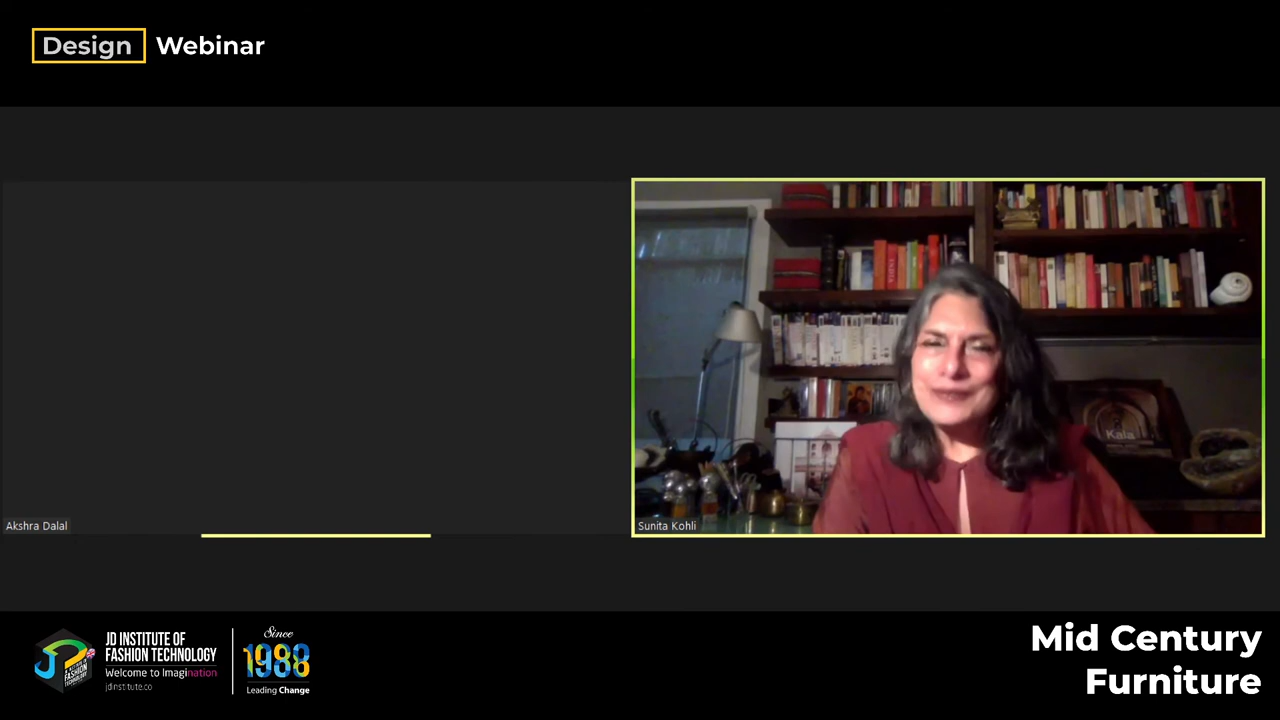 Design Webinar
Kala
Akshra Dalal
Sunita Kohli
JD INSTITUTE OF
FASHION TECHNOLOGY
Welcome to Imagination
jdinstitute.co
Since
1988
Leading Change
Mid Century
Furniture